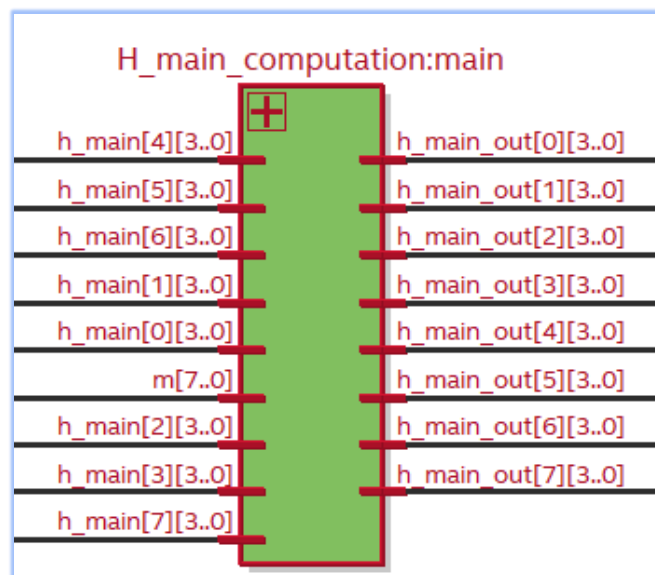 H_main_computation:main
h_main[4][3..0]
h_main[5][3..0]
h_main[6][3..0]
h_main[1][3..0]
h_main[0][3..0]
m[7..0]
h_main[2][3..0]
h_main[3][3..0]
h_main[7][3..0]
h_main_out[0][3..0]
h_main_out[1][3..0]
h_main_out[2][3..0]
h_main_out[3][3..0]
h_main_out[4][3..0]
h_main_out[5][3..0]
h_main_out[6][3..0]
h_main_out[7][3..0]